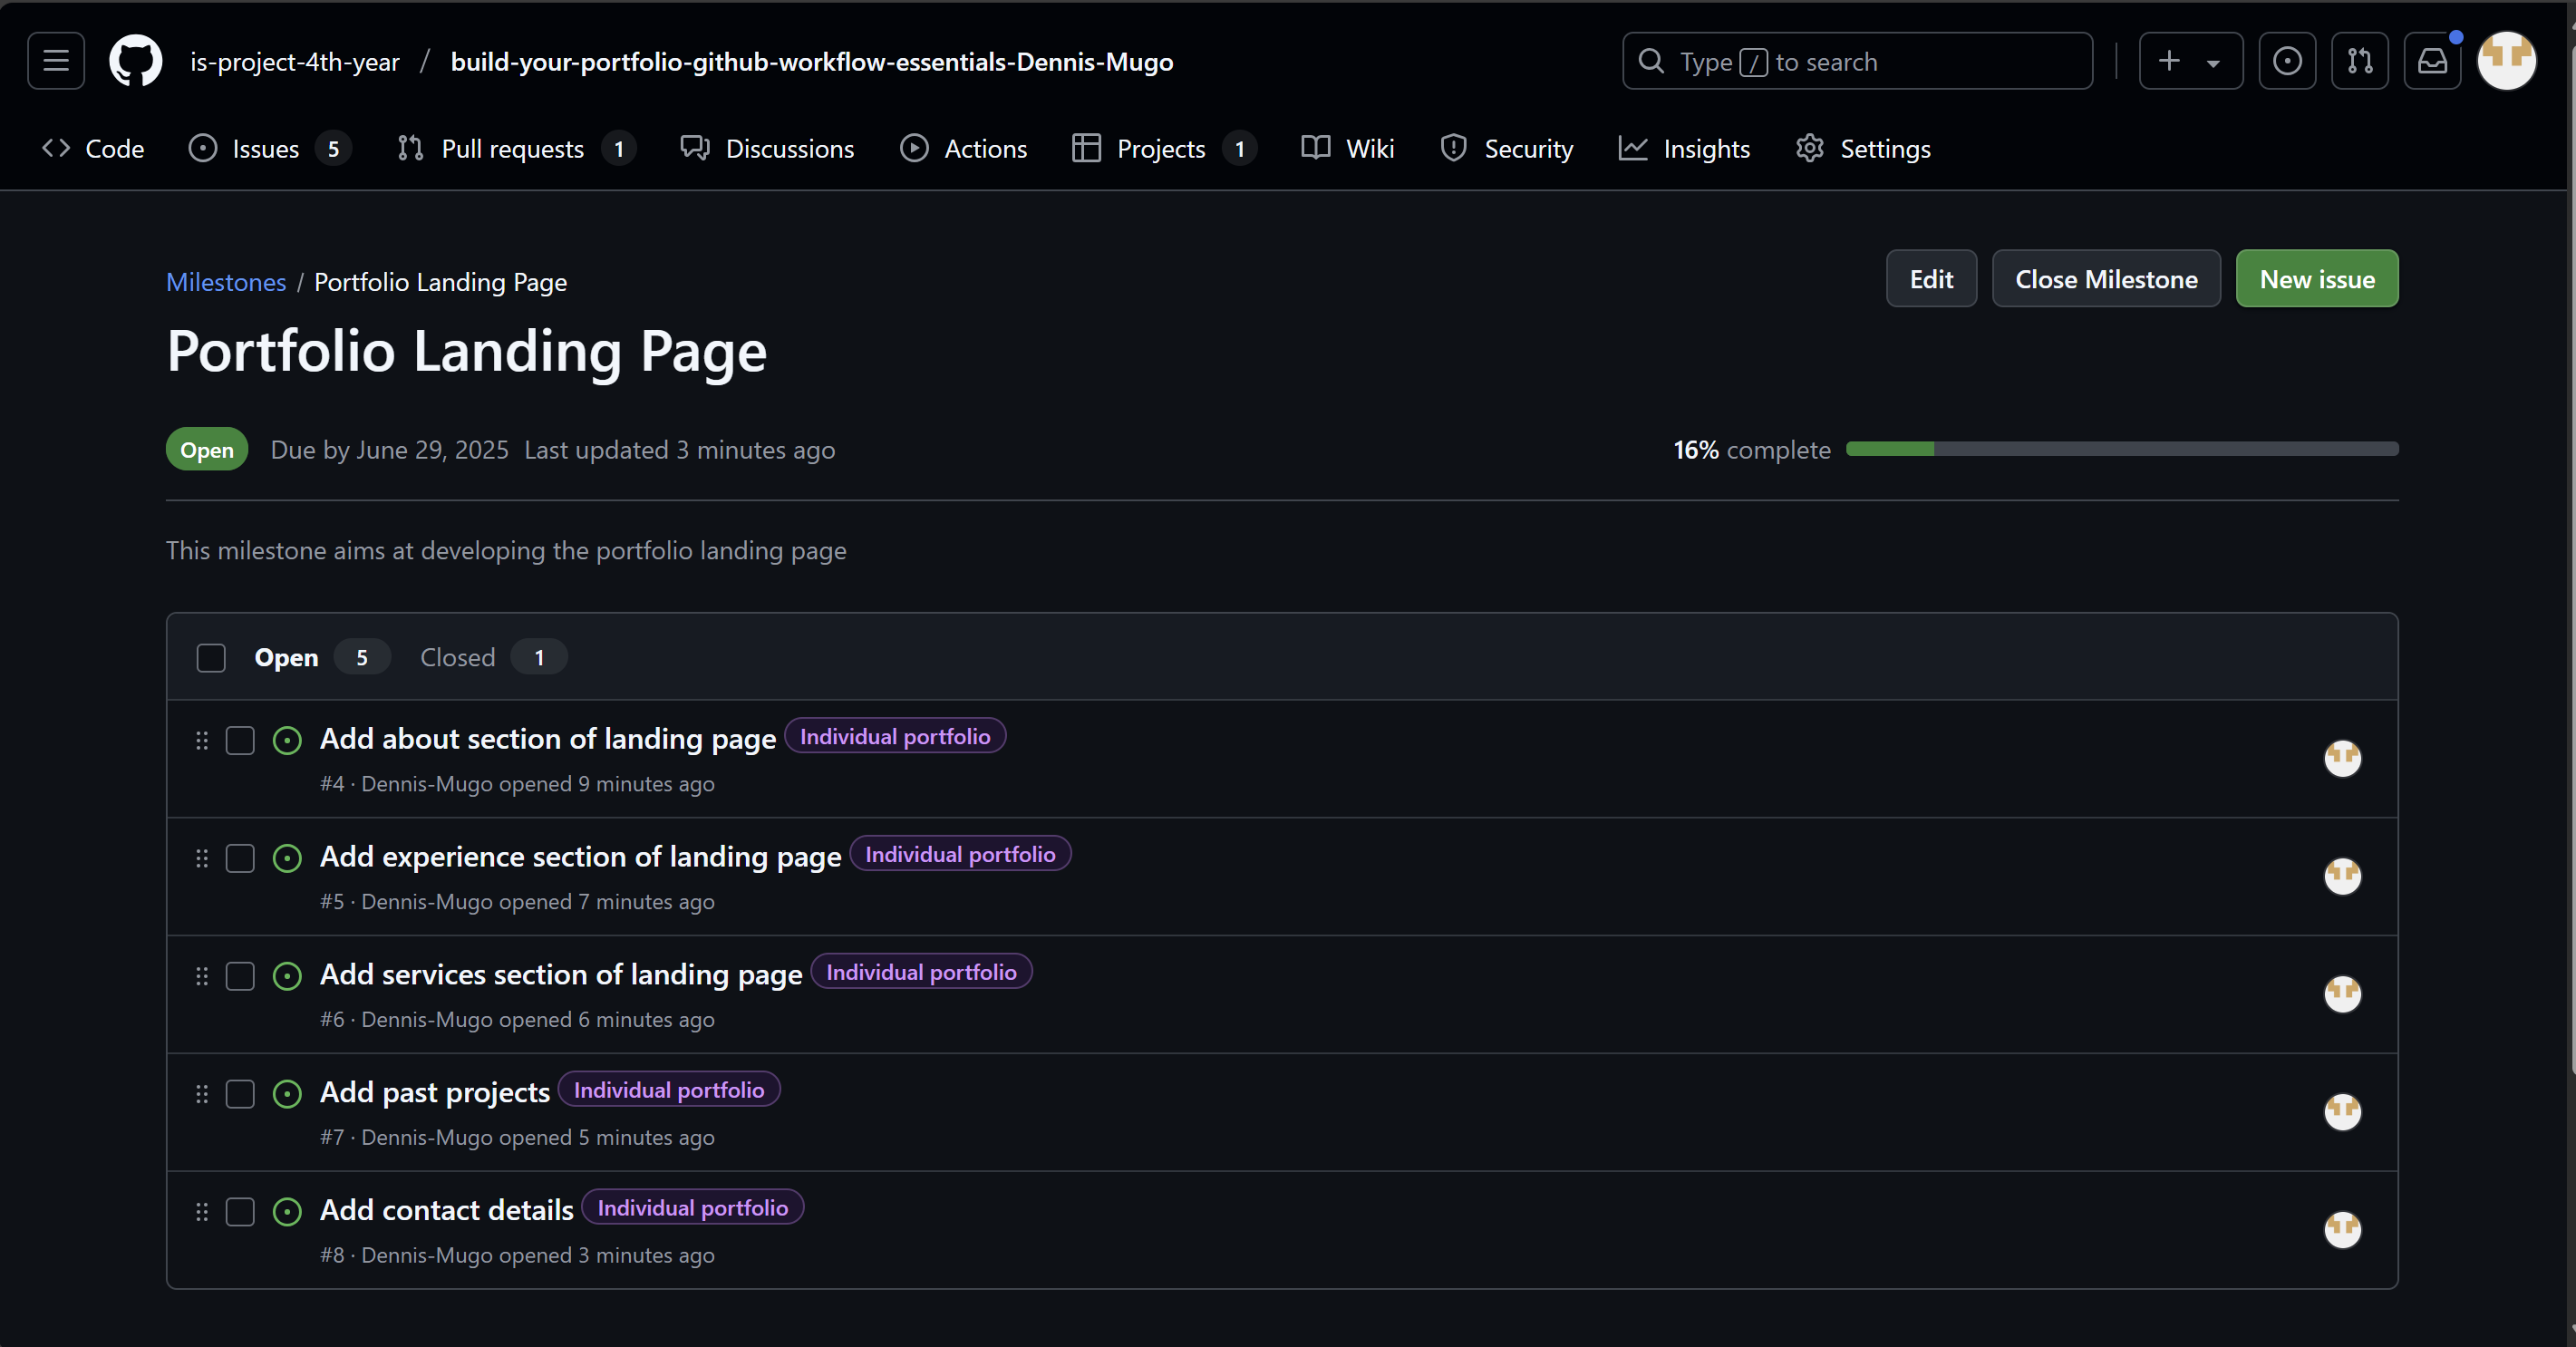 is-project-4th-year / build-your-portfolio-github-workflow-essentials-Dennis-Mugo
Type / to search
Code
Issues 5
Pull requests 1
Discussions
Actions
Projects 1
Wiki
Security
Insights
Settings
Milestones / Portfolio Landing Page
Edit
Close Milestone
New issue
Portfolio Landing Page
Open Due by June 29, 2025 Last updated 3 minutes ago
16% complete
This milestone aims at developing the portfolio landing page
Open 5 Closed 1
Add about section of landing page Individual portfolio
#4 · Dennis-Mugo opened 9 minutes ago
Add experience section of landing page Individual portfolio
#5 · Dennis-Mugo opened 7 minutes ago
Add services section of landing page Individual portfolio
#6 · Dennis-Mugo opened 6 minutes ago
Add past projects Individual portfolio
#7 · Dennis-Mugo opened 5 minutes ago
Add contact details Individual portfolio
#8 · Dennis-Mugo opened 3 minutes ago